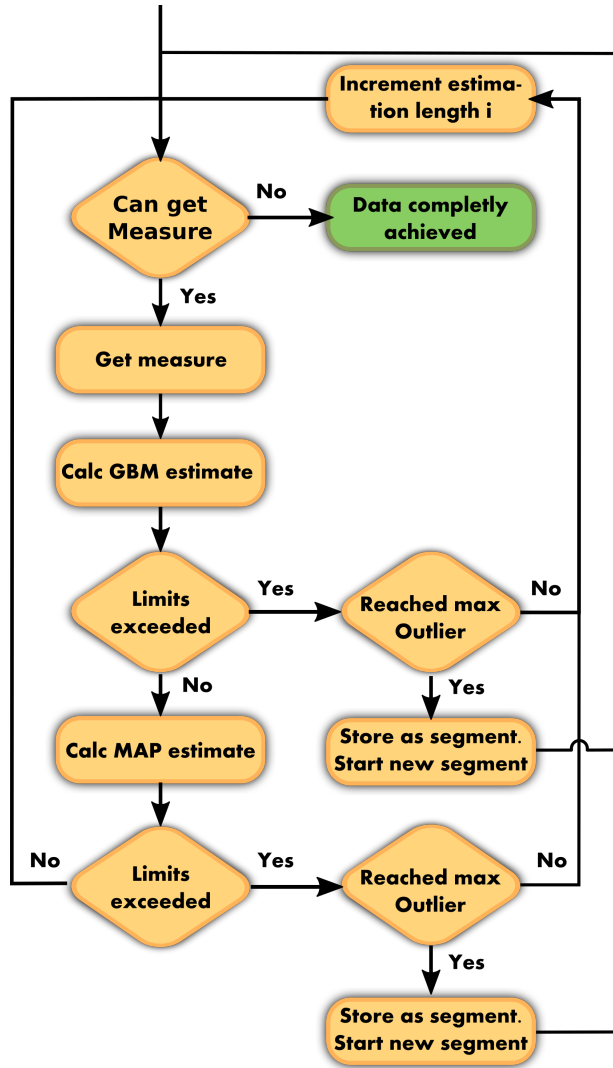 Increment estima-
tion length i
Can get
Measure
No
Data completly
achieved
Yes
Get measure
Calc GBM estimate
Limits
exceeded
Yes
Reached max
Outlier
No
No
Yes
Calc MAP estimate
Store as segment.
Start new segment
No
Limits
exceeded
Yes
Reached max
Outlier
No
Yes
Store as segment.
Start new segment